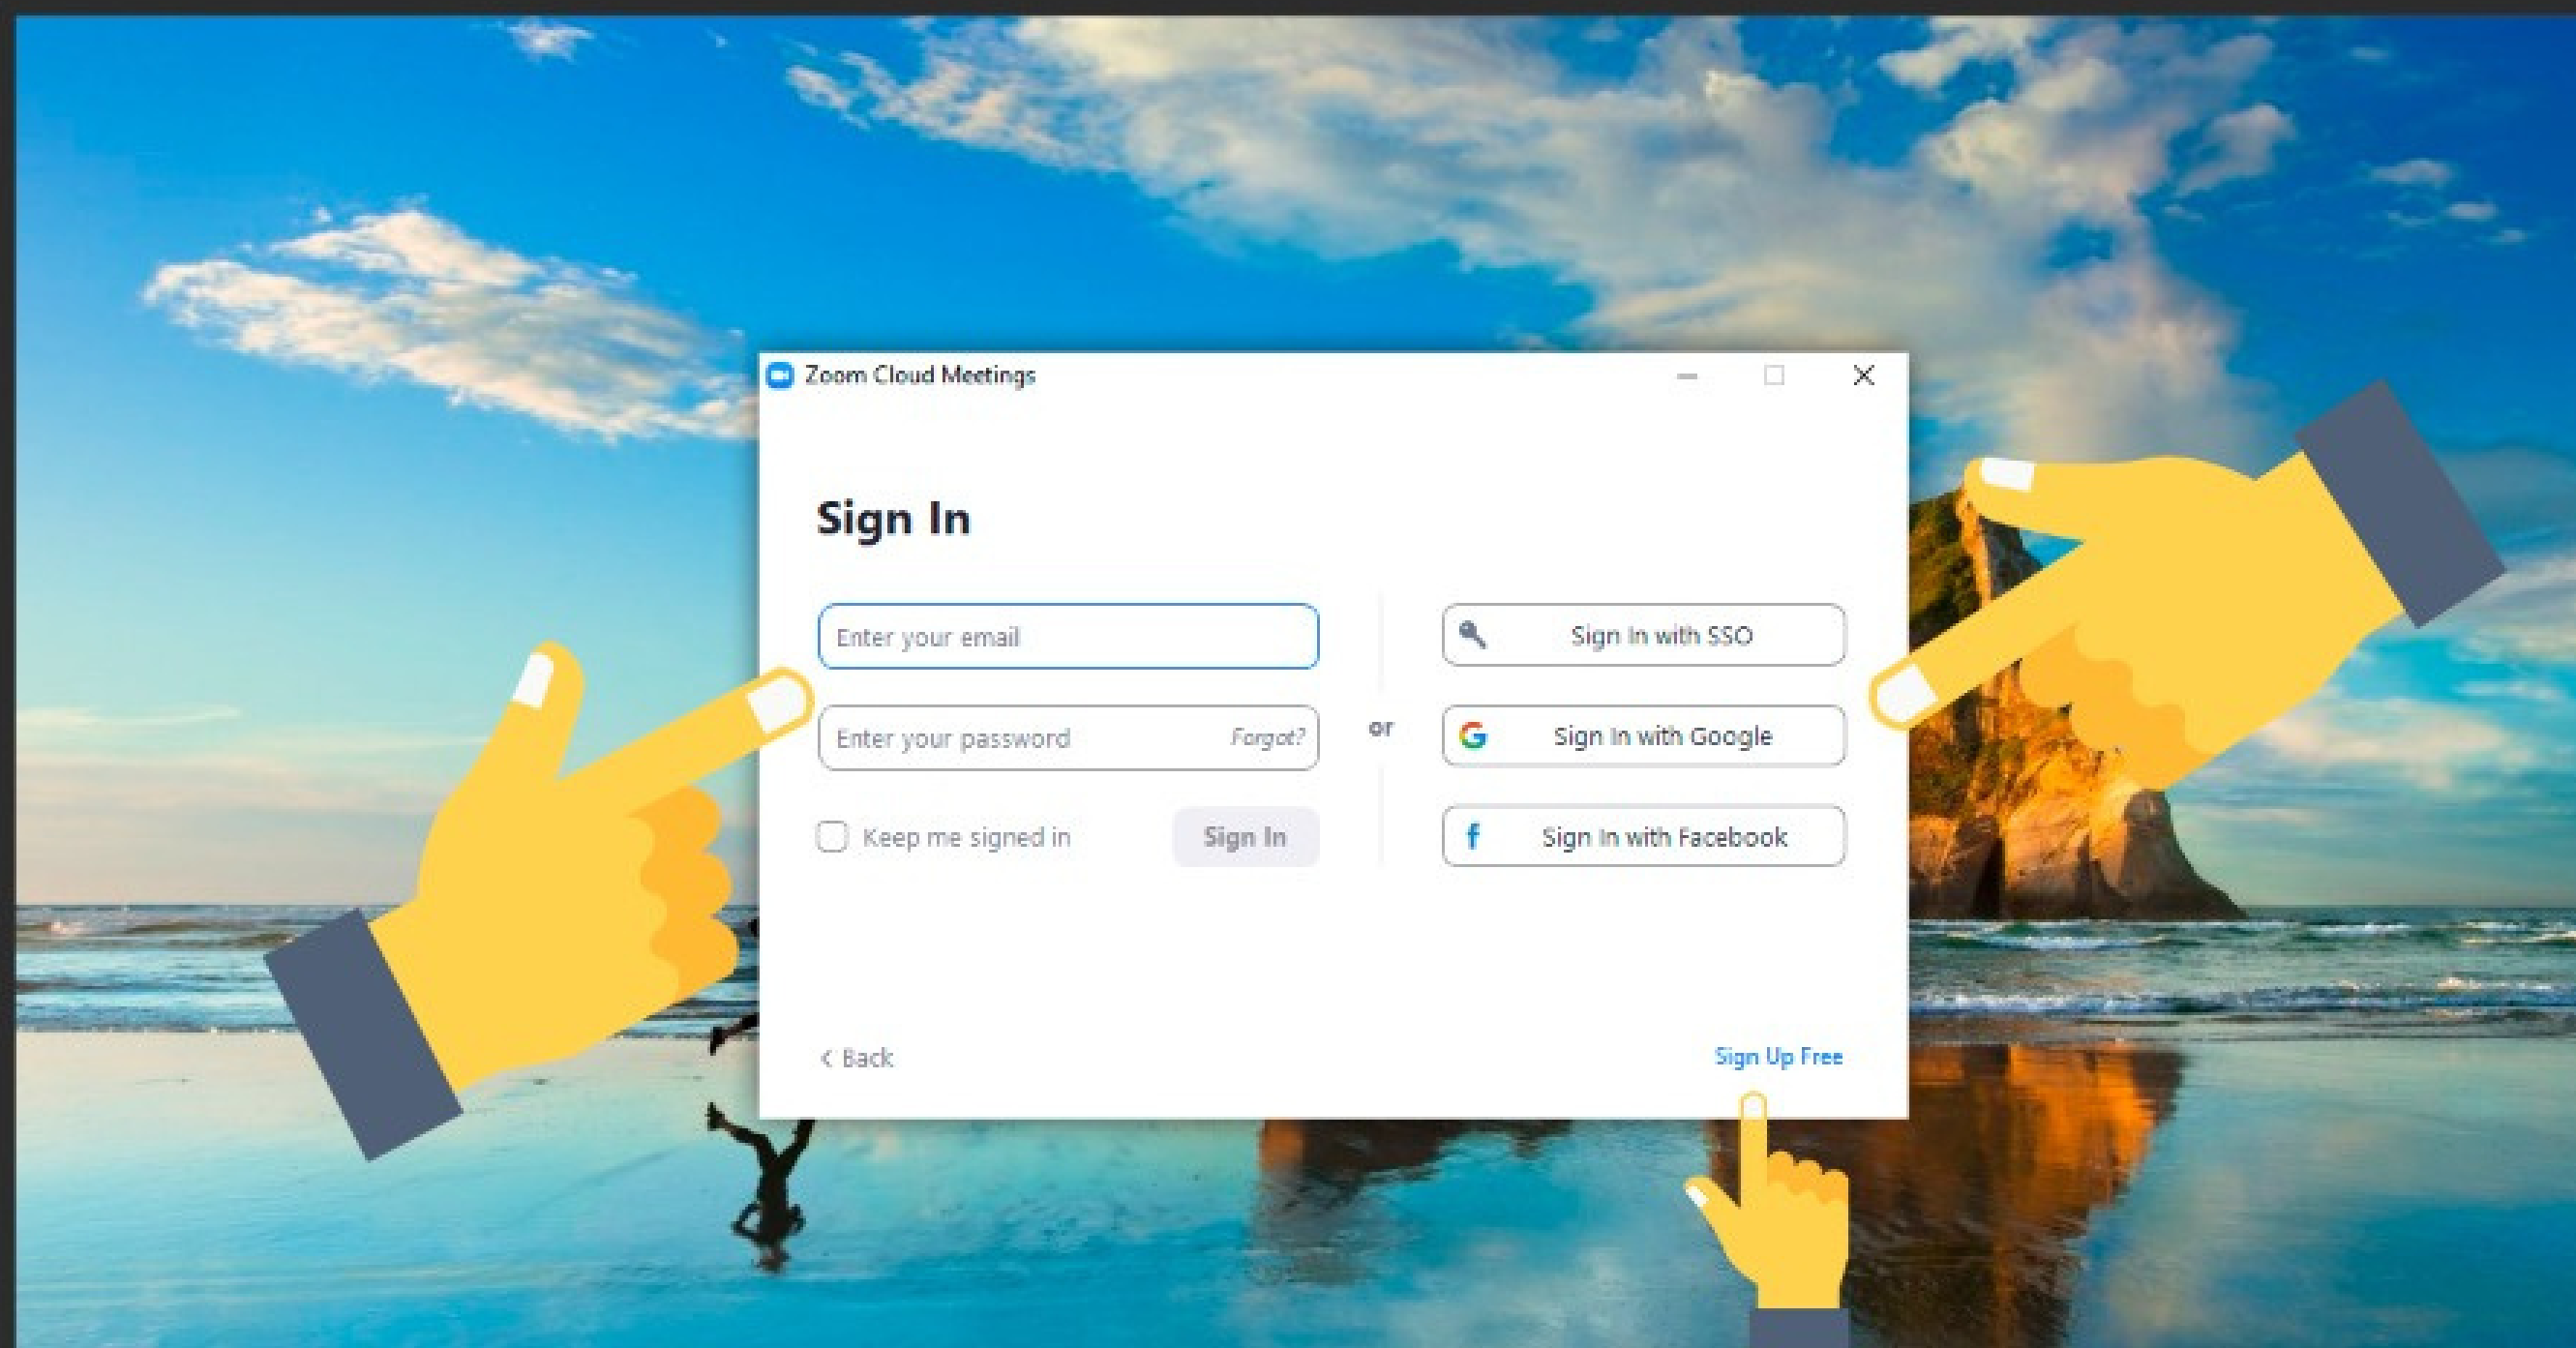 Zoom Cloud Meetings
Sign In
Enter your email
Enter your password Forgot?
Keep me signed in Sign In
or
Sign In with SSO
Sign In with Google
Sign In with Facebook
Back
Sign Up Free